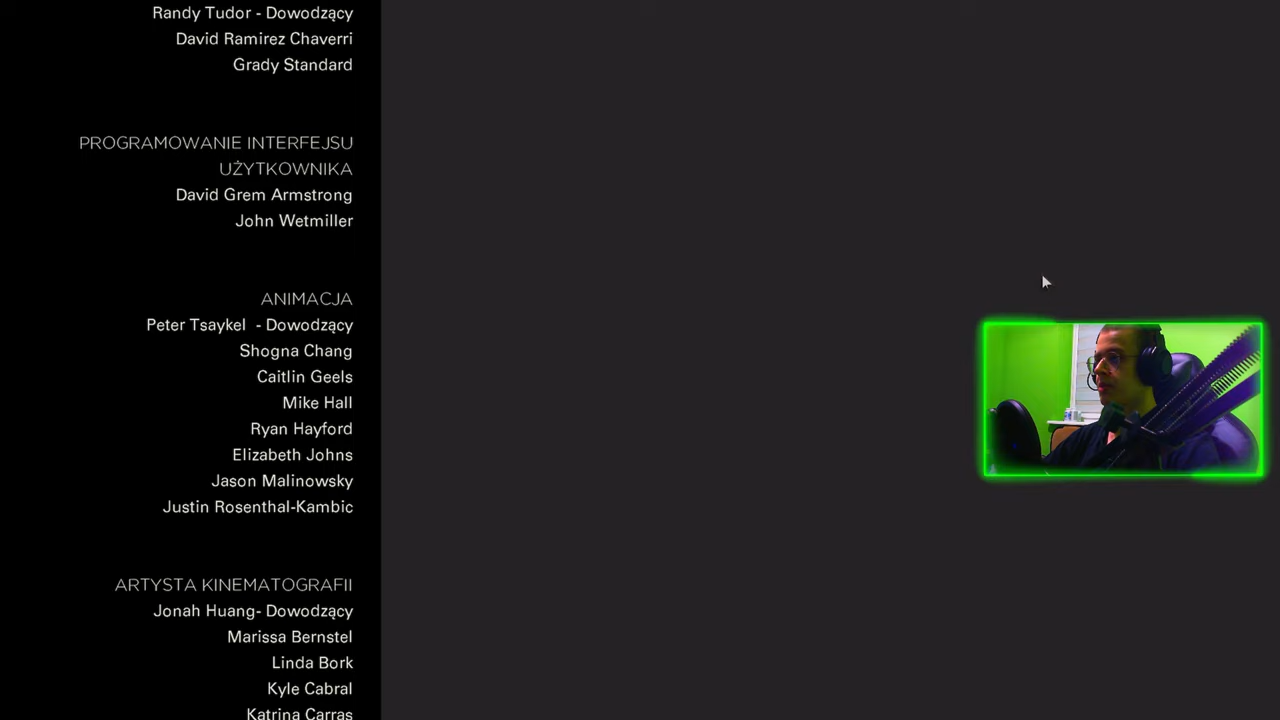 Randy Tudor - Dowodzący
David Ramirez Chaverri
Grady Standard
PROGRAMOWANIE INTERFEJSU
UŻYTKOWNIKA
David Grem Armstrong
John Wetmiller
ANIMACJA
Peter Tsaykel - Dowodzący
Shogna Chang
Caitlin Geels
Mike Hall
Ryan Hayford
Elizabeth Johns
Jason Malinowsky
Justin Rosenthal-Kambic
ARTYSTA KINEMATOGRAFII
Jonah Huang- Dowodzący
Marissa Bernstel
Linda Bork
Kyle Cabral
Katrina Carras